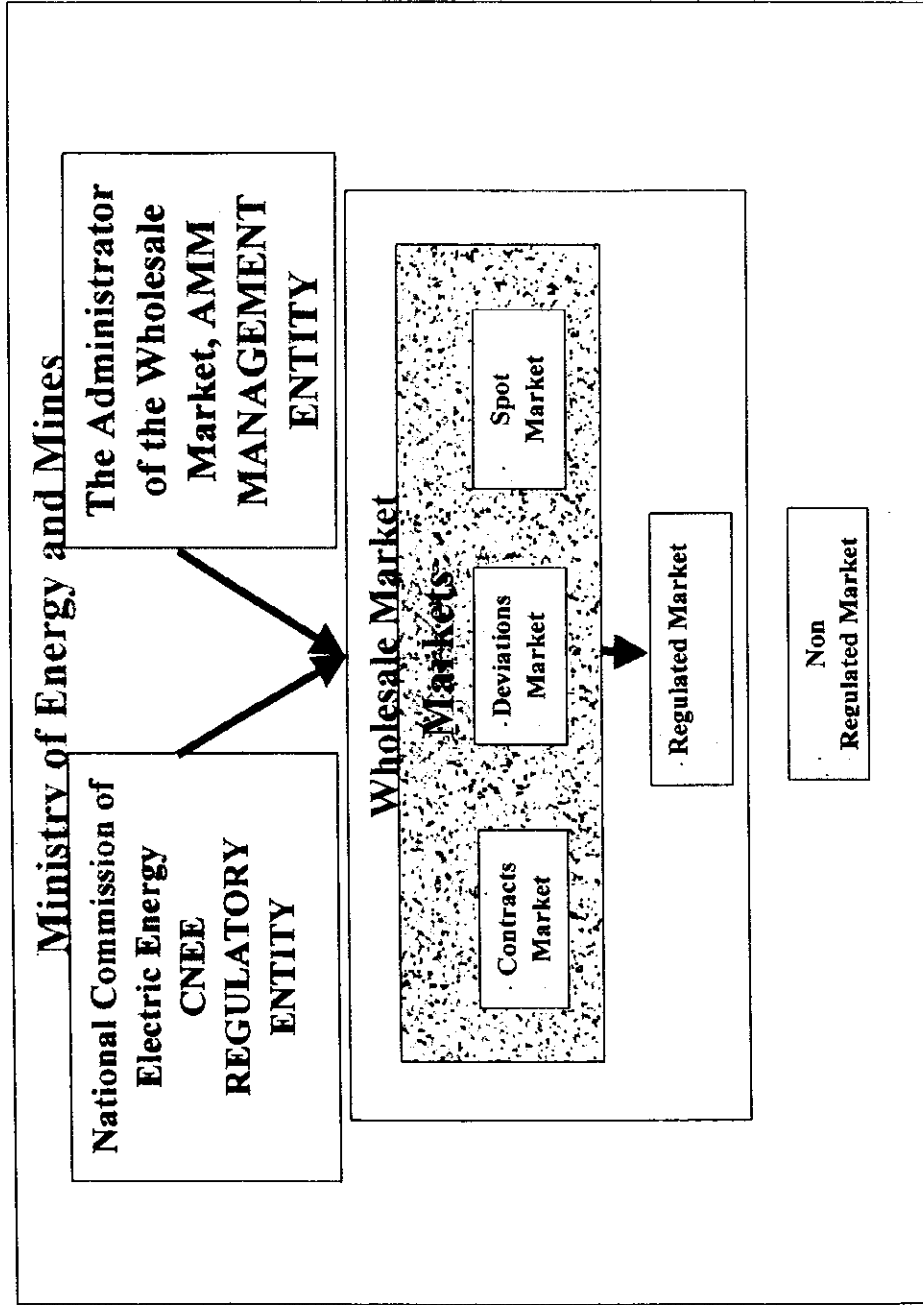 Ministry of Energy and Mines
National Commission of
Electric Energy
CNEE
REGULATORY
ENTITY
The Administrator
of the Wholesale
Market, AMM
MANAGEMENT
ENTITY
Wholesale Market
Markets
Contracts
Market
Deviations
Market
Spot
Market
Regulated Market
Non
Regulated Market